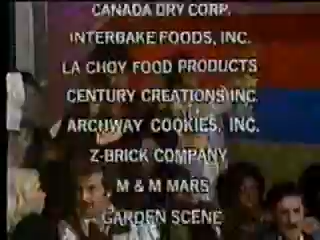 CANADA DRY CORP.
INTERBAKE FOODS, INC.
LA CHOY FOOD PRODUCTS
CENTURY CREATIONS INC.
ARCHWAY COOKIES, INC.
Z-BRICK COMPANY
M & M MARS
GARDEN SCENE